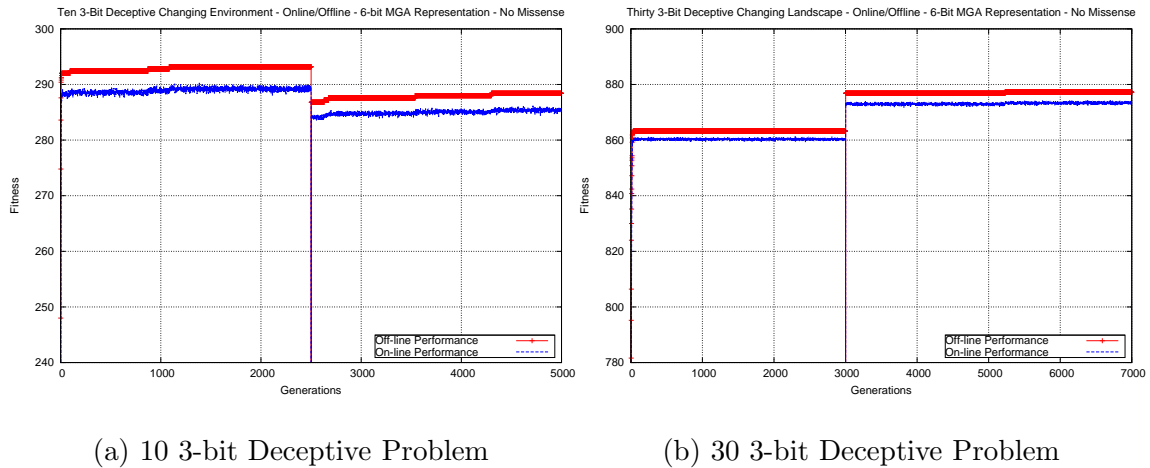 Ten 3-Bit Deceptive Changing Environment - Online/Offline - 6-bit MGA Representation - No Missense
300
290
280
270
260
250
240
Fitness
0
1000
2000
3000
4000
5000
Generations
Off-line Performance
On-line Performance
(a) 10 3-bit Deceptive Problem
Thirty 3-Bit Deceptive Changing Landscape - Online/Offline - 6-Bit MGA Representation - No Missense
900
880
860
840
820
800
780
Fitness
0
1000
2000
3000
4000
5000
6000
7000
Generations
Off-line Performance
On-line Performance
(b) 30 3-bit Deceptive Problem